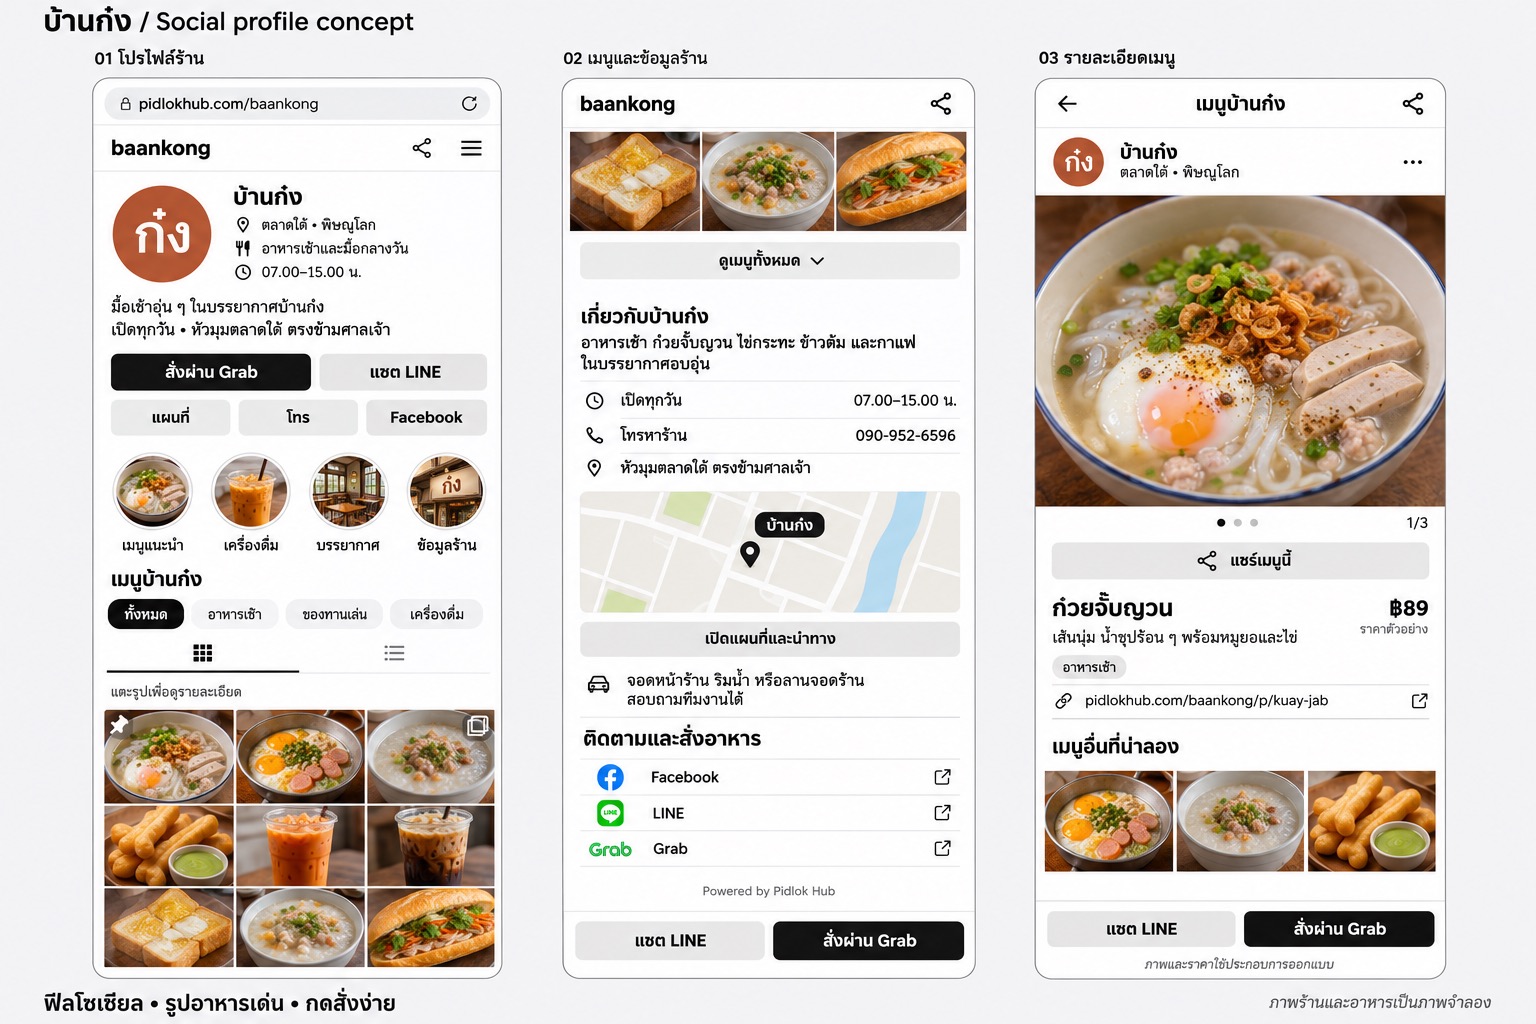 บ้านก๋ง / Social profile concept
01 โปรไฟล์ร้าน
pidlokhub.com/baankong
baankong
ก๋ง
บ้านก๋ง
ตลาดใต้ • พิษณุโลก
อาหารเช้าและมื้อกลางวัน
07.00–15.00 น.
มื้อเช้าอุ่น ๆ ในบรรยากาศบ้านก๋ง
เปิดทุกวัน • หัวมุมตลาดใต้ ตรงข้ามศาลเจ้า
สั่งผ่าน Grab
แชต LINE
แผนที่
โทร
Facebook
ก๋ง
เมนูแนะนำ
เครื่องดื่ม
บรรยากาศ
ข้อมูลร้าน
เมนูบ้านก๋ง
ทั้งหมด
อาหารเช้า
ของทานเล่น
เครื่องดื่ม
แตะรูปเพื่อดูรายละเอียด
02 เมนูและข้อมูลร้าน
baankong
ดูเมนูทั้งหมด
เกี่ยวกับบ้านก๋ง
อาหารเช้า ก๋วยจั๊บญวน ไข่กระทะ ข้าวต้ม และกาแฟ
ในบรรยากาศอบอุ่น
เปิดทุกวัน 07.00–15.00 น.
โทรหาร้าน 090-952-6596
หัวมุมตลาดใต้ ตรงข้ามศาลเจ้า
บ้านก๋ง
เปิดแผนที่และนำทาง
จอดหน้าร้าน ริมน้ำ หรือลานจอดร้าน
สอบถามทีมงานได้
ติดตามและสั่งอาหาร
Facebook
LINE LINE
Grab Grab
Powered by Pidlok Hub
แชต LINE
สั่งผ่าน Grab
03 รายละเอียดเมนู
เมนูบ้านก๋ง
ก๋ง
บ้านก๋ง
ตลาดใต้ • พิษณุโลก
1/3
แชร์เมนูนี้
ก๋วยจั๊บญวน ฿89
เส้นนุ่ม น้ำซุปร้อน ๆ พร้อมหมูยอและไข่ ราคาตัวอย่าง
อาหารเช้า
pidlokhub.com/baankong/p/kuay-jab
เมนูอื่นที่น่าลอง
แชต LINE
สั่งผ่าน Grab
ภาพและราคาใช้ประกอบการออกแบบ
ฟีลโซเชียล • รูปอาหารเด่น • กดสั่งง่าย
ภาพร้านและอาหารเป็นภาพจำลอง